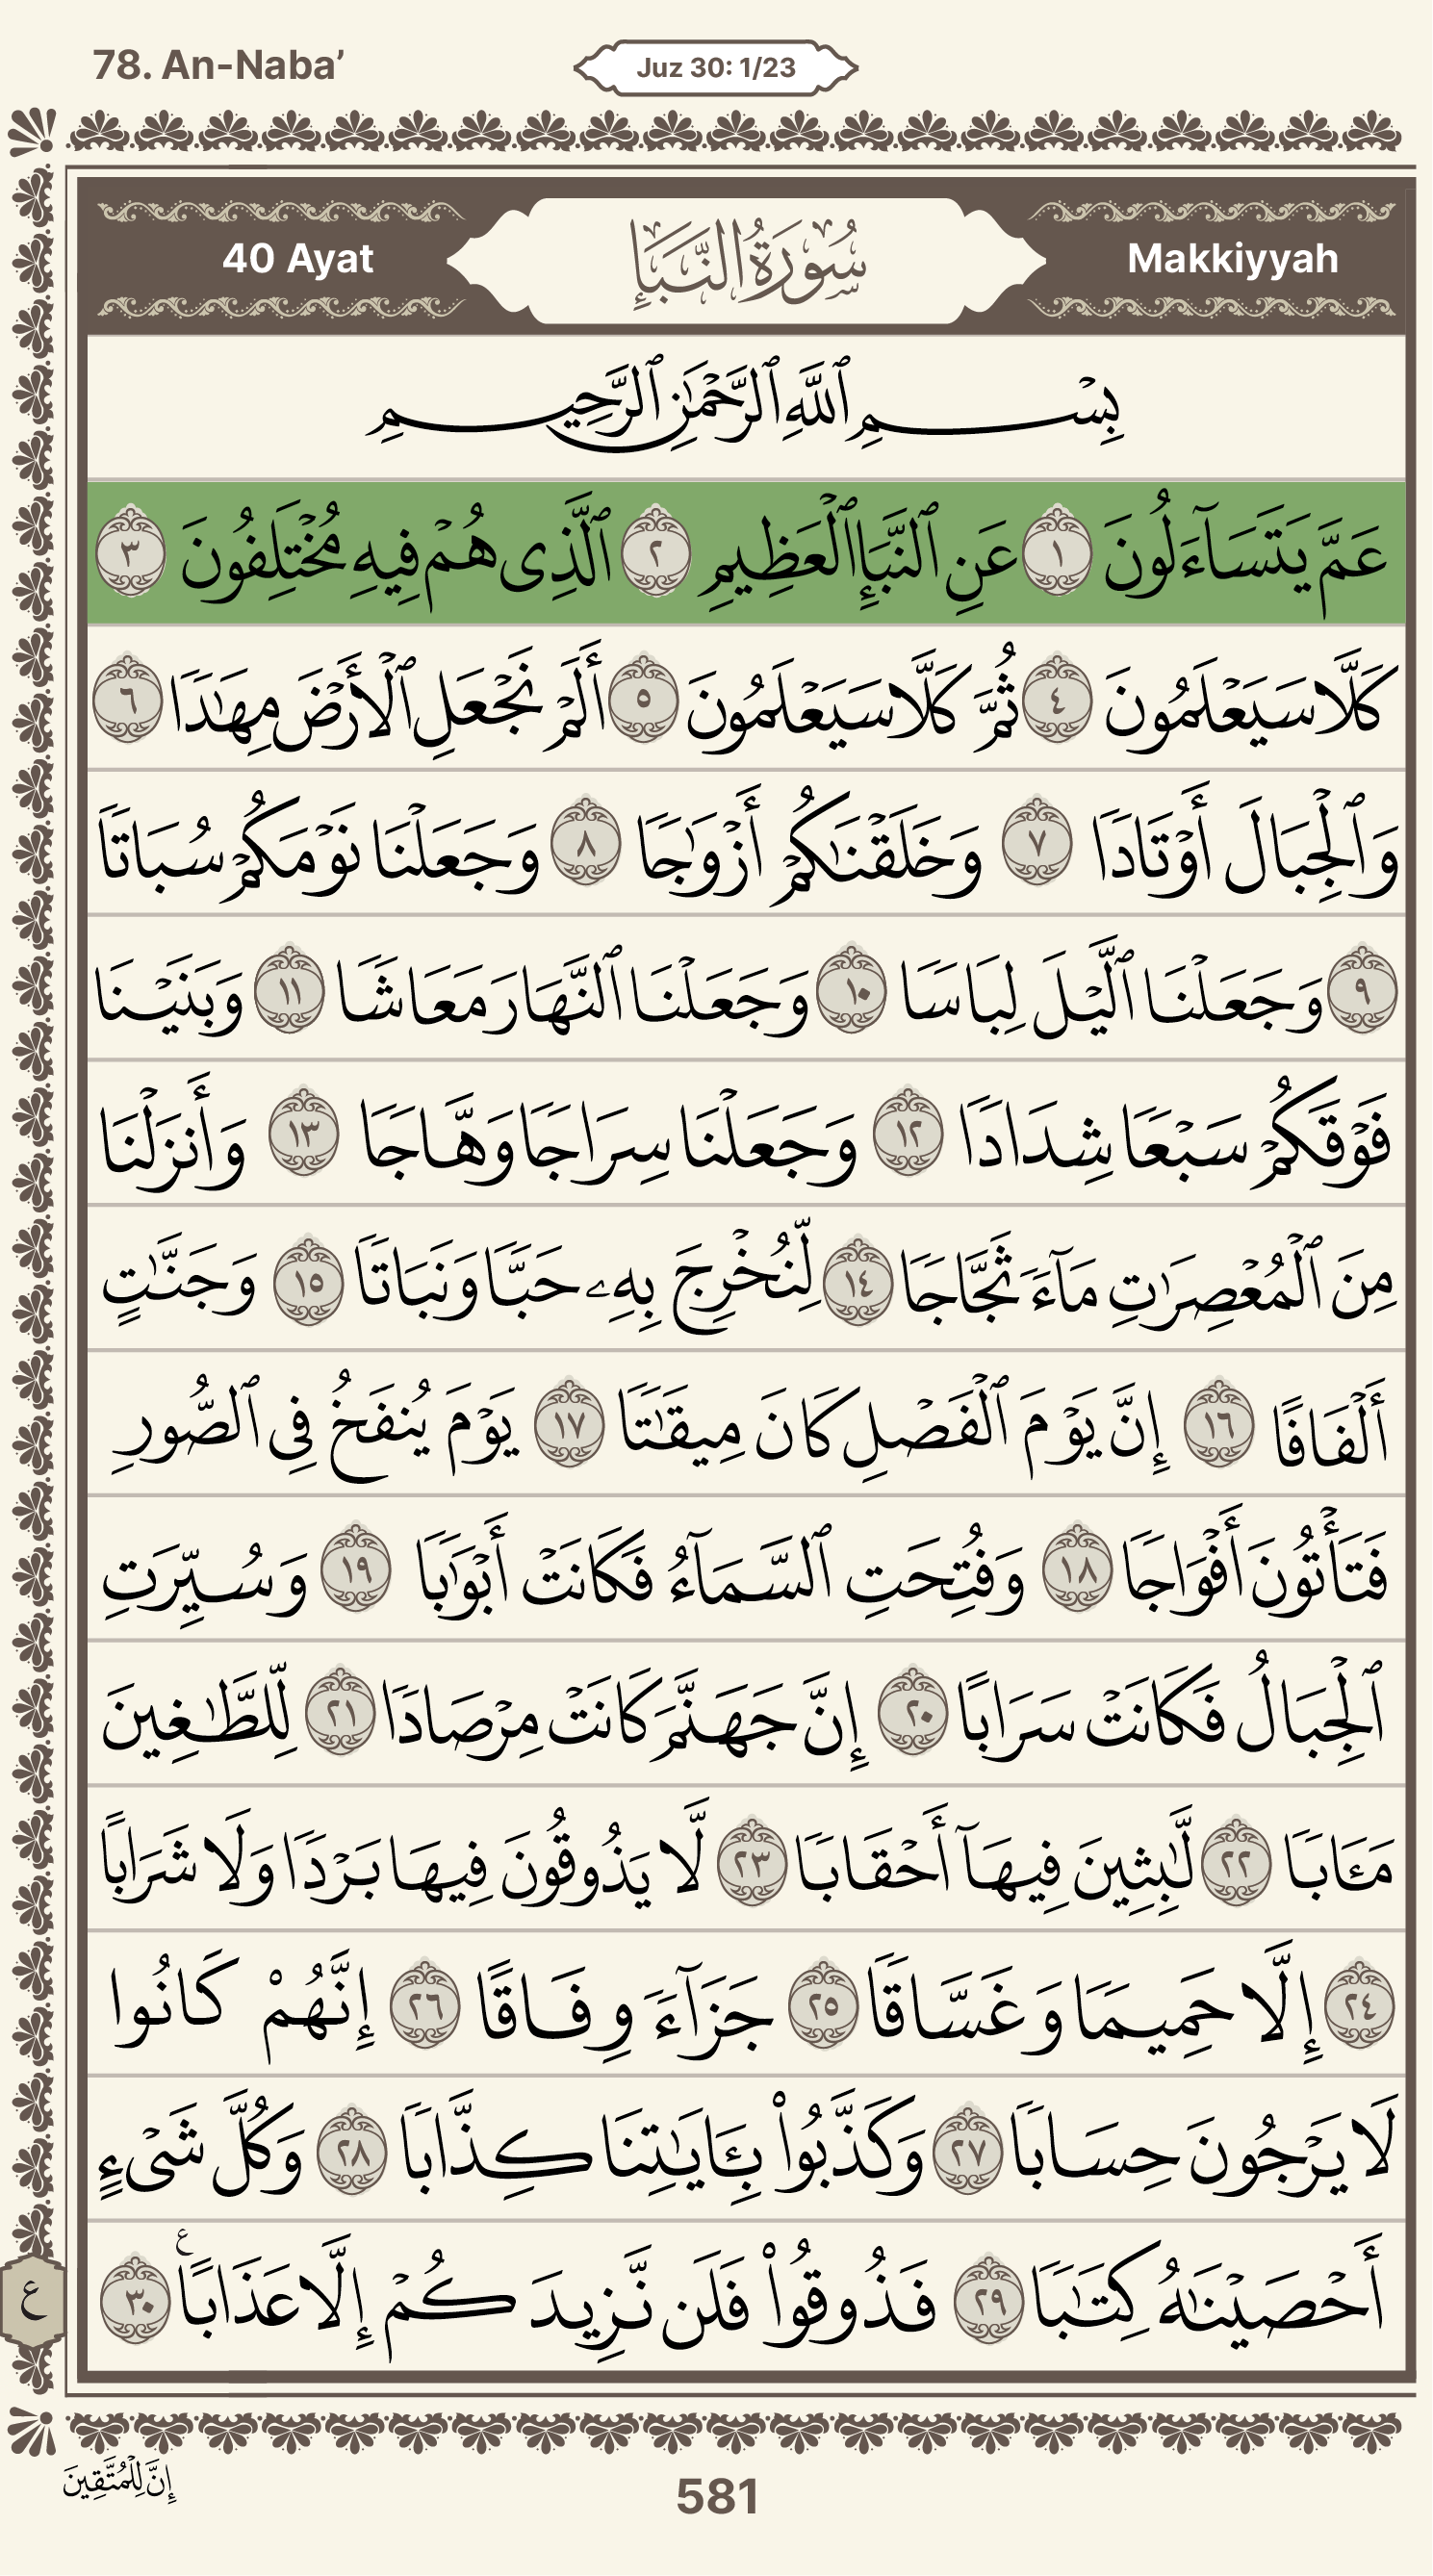 78. An-Naba’
Juz 30: 1/23
40 Ayat
سُورَةُ النَّبَإِ
Makkiyyah
بِسْمِ ٱللَّهِ ٱلرَّحْمَٰنِ ٱلرَّحِيمِ
عَمَّ يَتَسَآءَلُونَ ١ عَنِ ٱلنَّبَإِ ٱلْعَظِيمِ ٢ ٱلَّذِى هُمْ فِيهِ مُخْتَلِفُونَ ٣
كَلَّا سَيَعْلَمُونَ ٤ ثُمَّ كَلَّا سَيَعْلَمُونَ ٥ أَلَمْ نَجْعَلِ ٱلْأَرْضَ مِهَٰدًا ٦
وَٱلْجِبَالَ أَوْتَادًا ٧ وَخَلَقْنَٰكُمْ أَزْوَٰجًا ٨ وَجَعَلْنَا نَوْمَكُمْ سُبَاتًا
٩ وَجَعَلْنَا ٱلَّيْلَ لِبَاسًا ١٠ وَجَعَلْنَا ٱلنَّهَارَ مَعَاشًا ١١ وَبَنَيْنَا
فَوْقَكُمْ سَبْعًا شِدَادًا ١٢ وَجَعَلْنَا سِرَاجًا وَهَّاجًا ١٣ وَأَنزَلْنَا
مِنَ ٱلْمُعْصِرَٰتِ مَآءً ثَجَّاجًا ١٤ لِّنُخْرِجَ بِهِۦ حَبًّا وَنَبَاتًا ١٥ وَجَنَّٰتٍ
أَلْفَافًا ١٦ إِنَّ يَوْمَ ٱلْفَصْلِ كَانَ مِيقَٰتًا ١٧ يَوْمَ يُنفَخُ فِى ٱلصُّورِ
فَتَأْتُونَ أَفْوَاجًا ١٨ وَفُتِحَتِ ٱلسَّمَآءُ فَكَانَتْ أَبْوَٰبًا ١٩ وَسُيِّرَتِ
ٱلْجِبَالُ فَكَانَتْ سَرَابًا ٢٠ إِنَّ جَهَنَّمَ كَانَتْ مِرْصَادًا ٢١ لِّلطَّٰغِينَ
مَـَٔابًا ٢٢ لَّٰبِثِينَ فِيهَآ أَحْقَابًا ٢٣ لَّا يَذُوقُونَ فِيهَا بَرْدًا وَلَا شَرَابًا
٢٤ إِلَّا حَمِيمًا وَغَسَّاقًا ٢٥ جَزَآءً وِفَاقًا ٢٦ إِنَّهُمْ كَانُوا
لَا يَرْجُونَ حِسَابًا ٢٧ وَكَذَّبُوا۟ بِـَٔايَٰتِنَا كِذَّابًا ٢٨ وَكُلَّ شَىْءٍ
أَحْصَيْنَٰهُ كِتَٰبًا ٢٩ فَذُوقُوا۟ فَلَن نَّزِيدَكُمْ إِلَّا عَذَابًا ۧ ٣٠
ع
إِنَّ لِلْمُتَّقِينَ
581